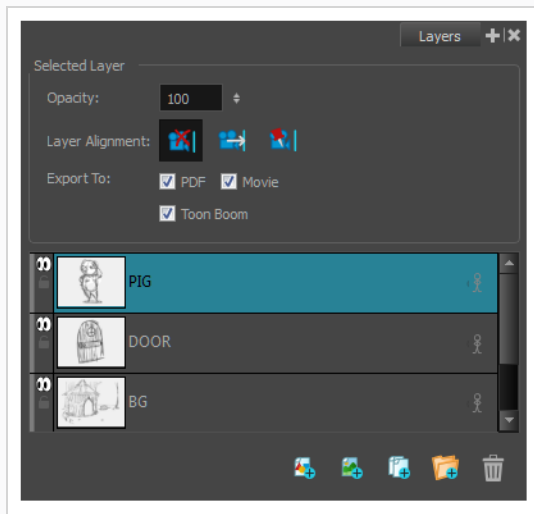 Layers
Selected Layer
Opacity: 100
Layer Alignment:
Export To: PDF Movie
Toon Boom
PIG
DOOR
BG